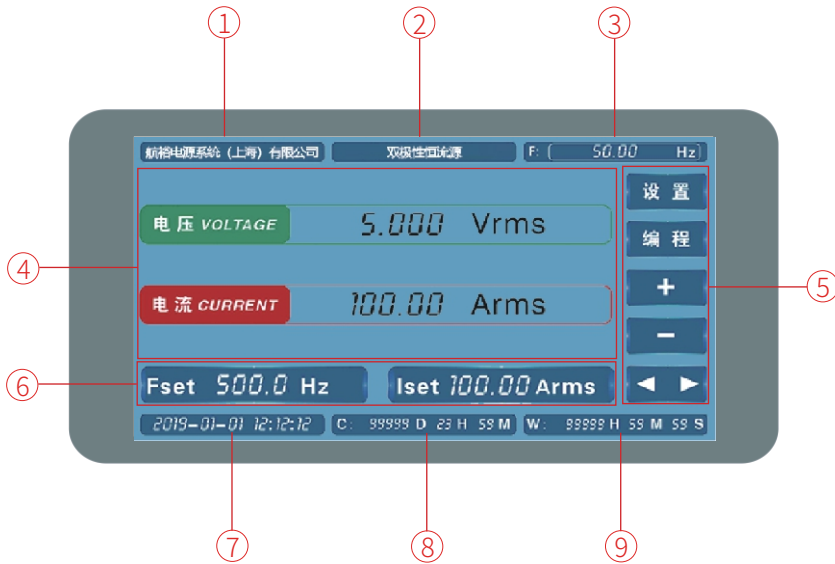 ① ② ③
航裕电源系统（上海）有限公司 双极性恒流源 F: ( 50.00 Hz)
设 置
电 压 VOLTAGE 5.000 Vrms
编 程
④ + ⑤
电 流 CURRENT 100.00 Arms
−
⑥ Fset 500.0 Hz Iset 100.00 Arms ◀ ▶
2019-01-01 12:12:12 C: 99999 D 23 H 59 M W: 99999 H 59 M 59 S
⑦ ⑧ ⑨